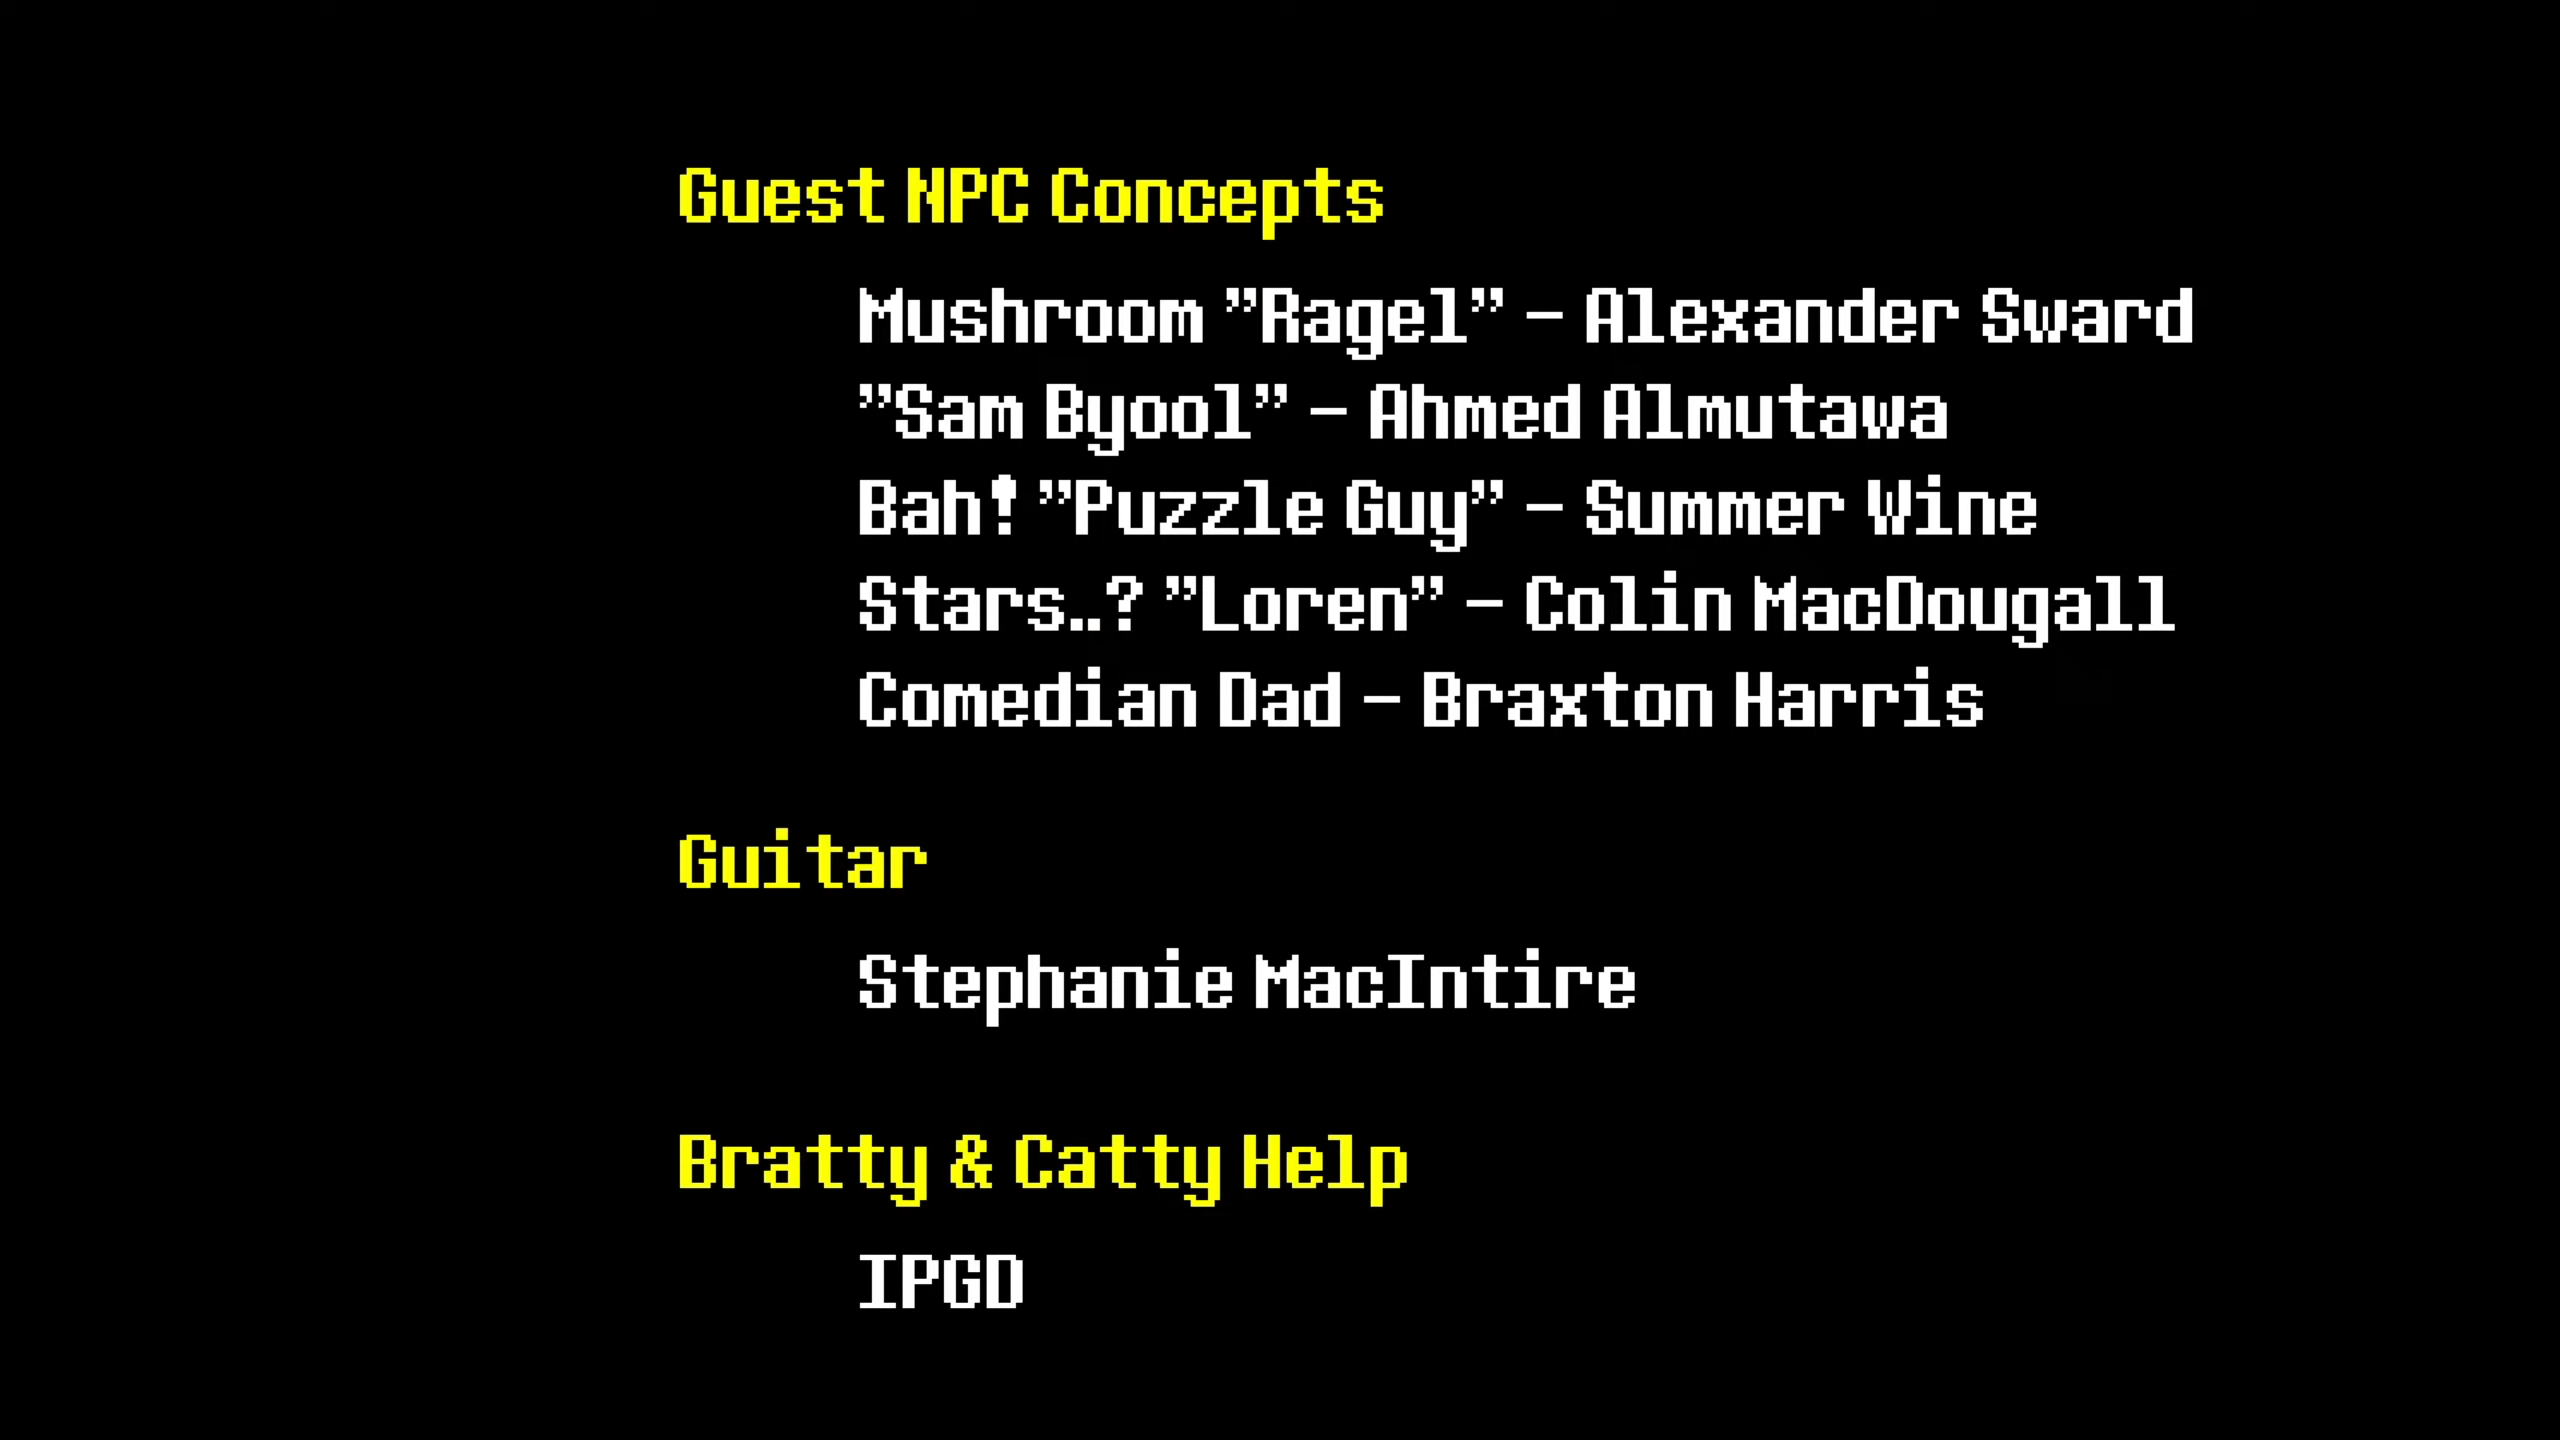 Guest NPC Concepts
Mushroom "Ragel" - Alexander Sward
"Sam Byool" - Ahmed Almutawa
Bah! "Puzzle Guy" - Summer Wine
Stars..? "Loren" - Colin MacDougall
Comedian Dad - Braxton Harris
Guitar
Stephanie MacIntire
Bratty & Catty Help
IPGD